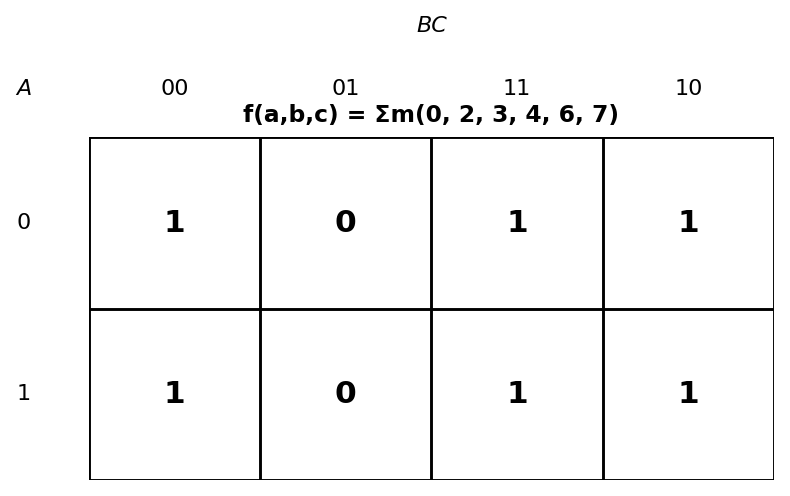 BC
A 00 01 11 10
f(a,b,c) = Σm(0, 2, 3, 4, 6, 7)
0 1 0 1 1
1 1 0 1 1